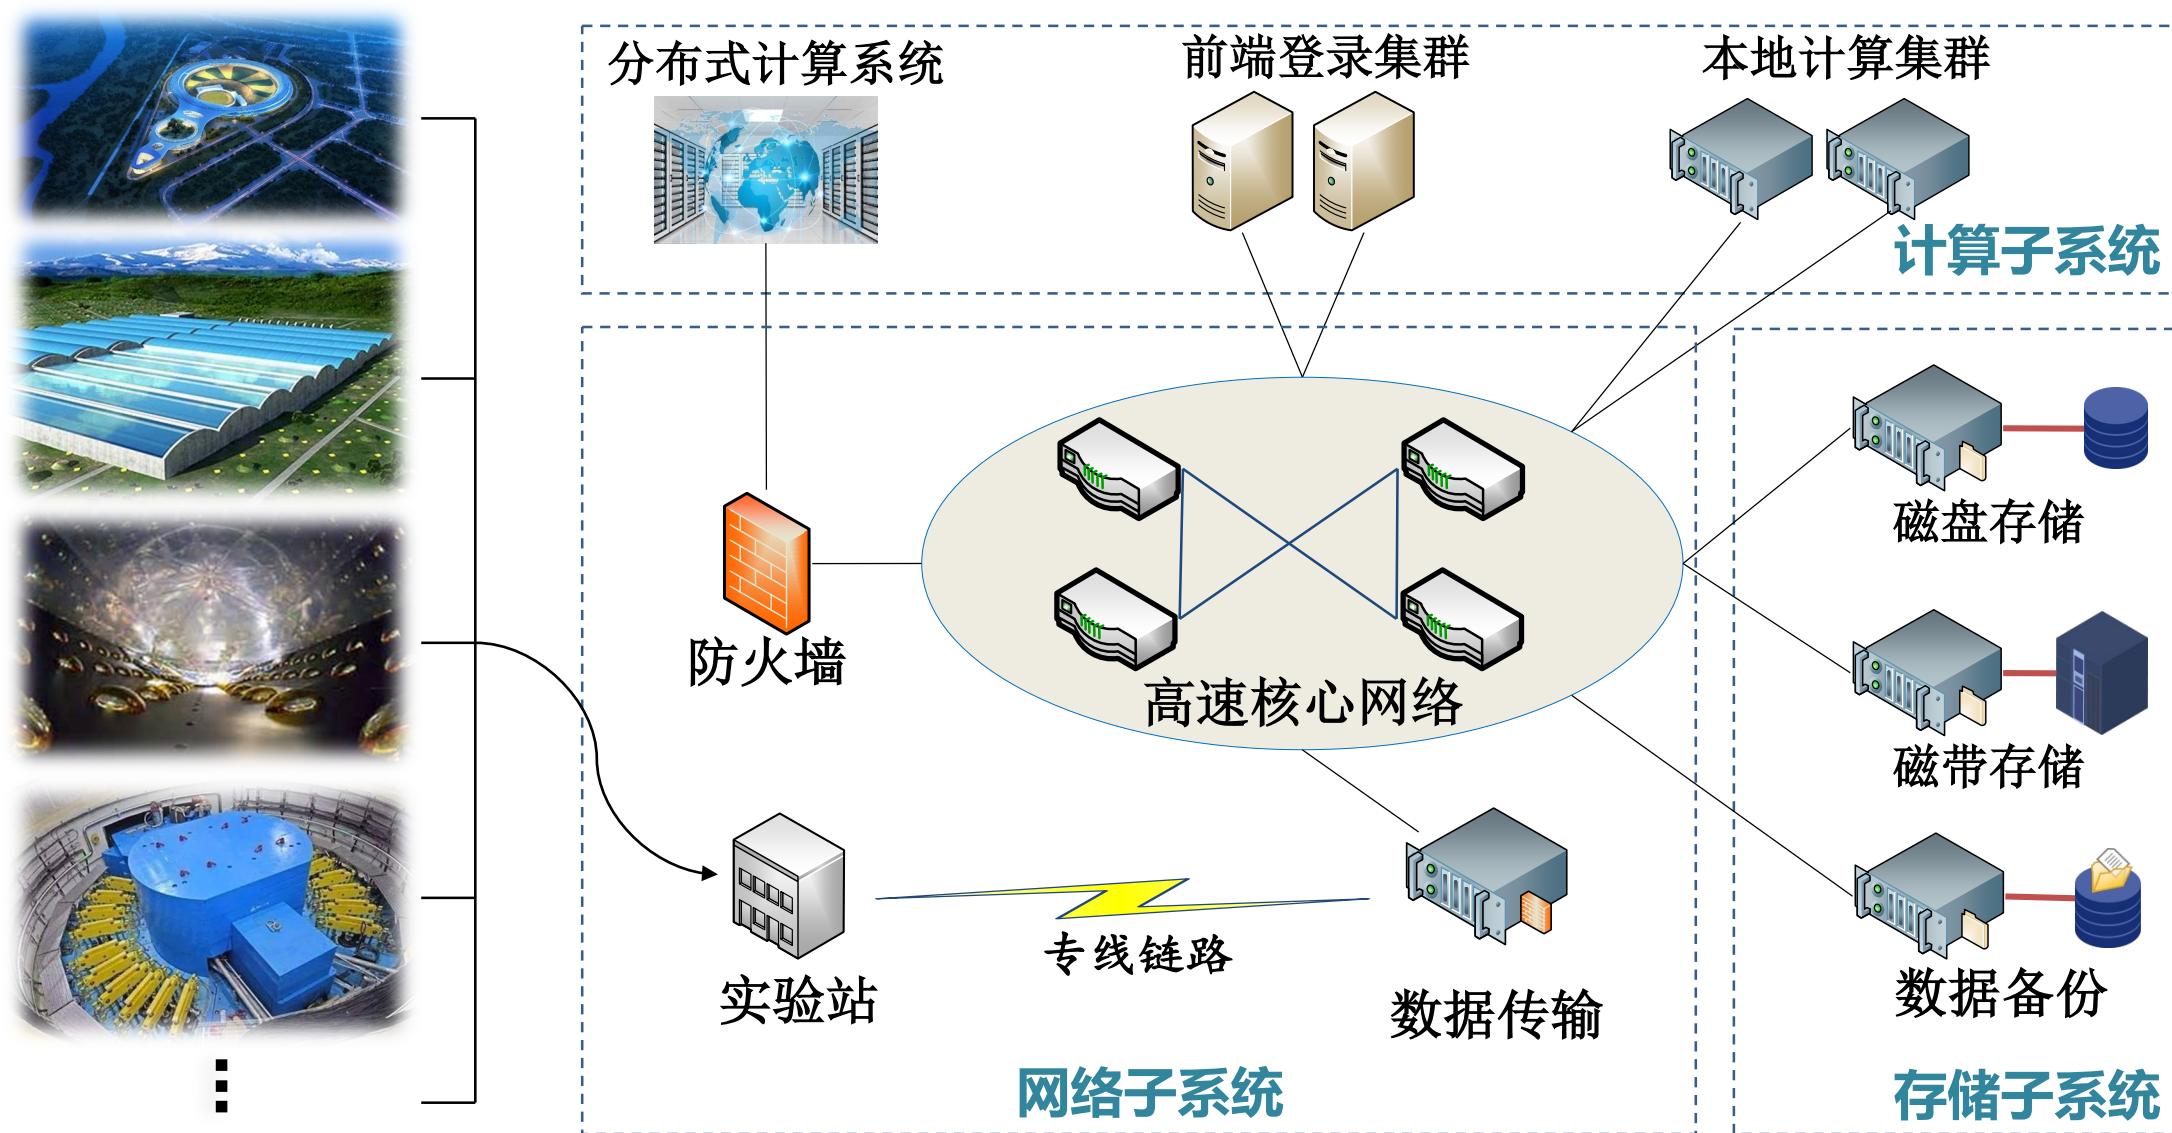 分布式计算系统
前端登录集群
本地计算集群
计算子系统
防火墙
高速核心网络
磁盘存储
磁带存储
数据备份
实验站
专线链路
数据传输
网络子系统
存储子系统